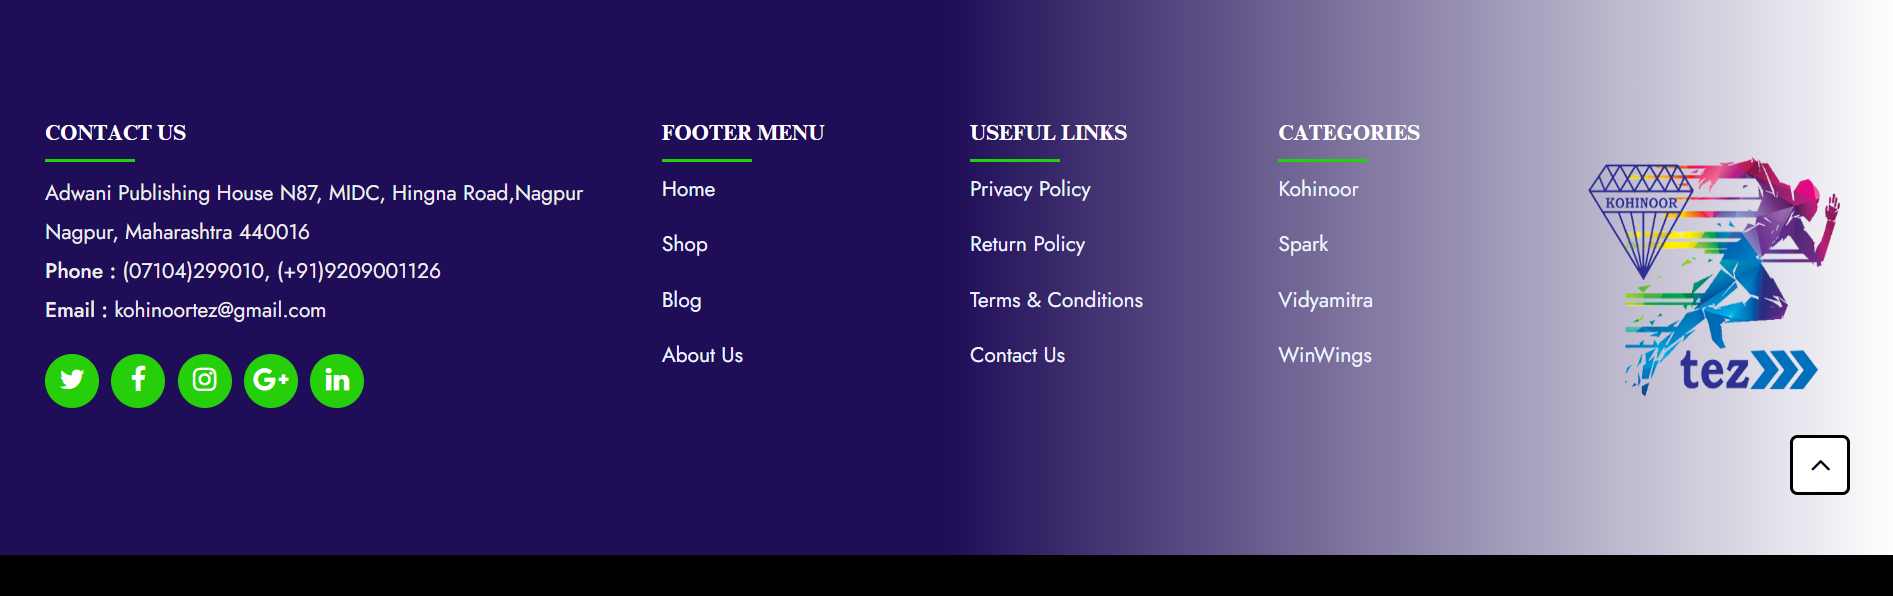 CONTACT US
Adwani Publishing House N87, MIDC, Hingna Road,Nagpur
Nagpur, Maharashtra 440016
Phone : (07104)299010, (+91)9209001126
Email : kohinoortez@gmail.com
FOOTER MENU
Home
Shop
Blog
About Us
USEFUL LINKS
Privacy Policy
Return Policy
Terms & Conditions
Contact Us
CATEGORIES
Kohinoor
Spark
Vidyamitra
WinWings
KOHINOOR
tez